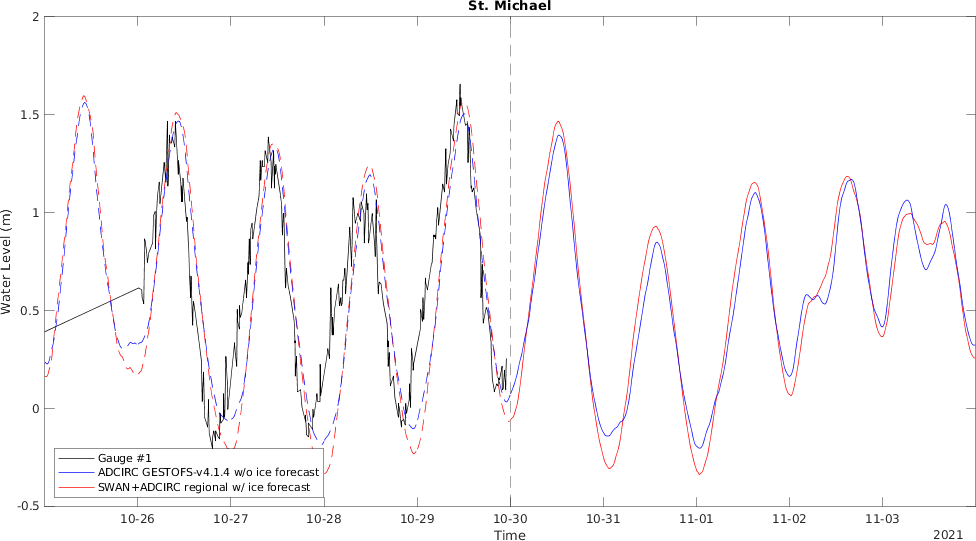 St. Michael
Water Level (m)
2
1.5
1
0.5
0
-0.5
Gauge #1
ADCIRC GESTOFS-v4.1.4 w/o ice forecast
SWAN+ADCIRC regional w/ ice forecast
10-26 10-27 10-28 10-29 10-30 10-31 11-01 11-02 11-03
Time
2021